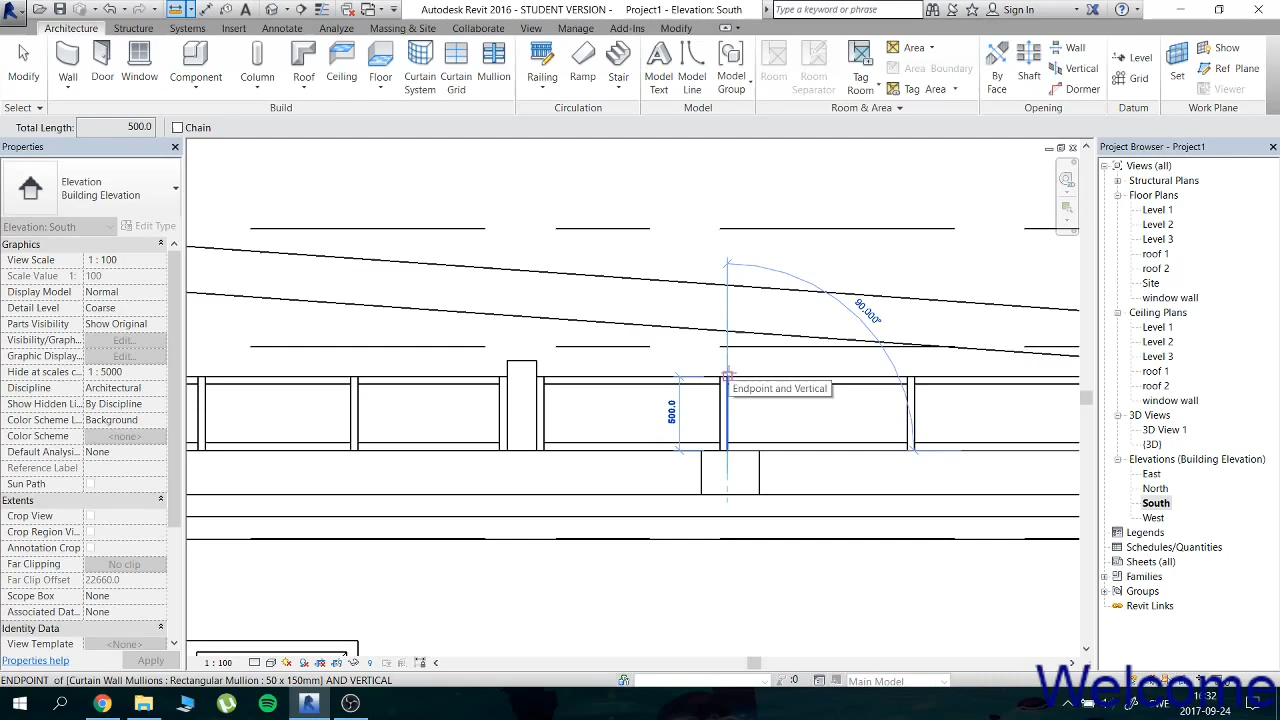 Autodesk Revit 2016 - STUDENT VERSION - Project1 - Elevation: South
Type a keyword or phrase
Sign In
Architecture Structure Systems Insert Annotate Analyze Massing & Site Collaborate View Manage Add-Ins Modify
Modify Wall Door Window Component Column Roof Ceiling Floor Curtain System Curtain Grid Mullion Railing Ramp Stair Model Text Model Line Model Group Room Room Separator Tag Room
Area
Area Boundary
Tag Area
By Face Shaft Wall Vertical Dormer
Level
Grid
Set Show Ref Plane Viewer
Select Build Circulation Model Room & Area Opening Datum Work Plane
Total Length: 500.0 Chain
Properties
Elevation
Building Elevation
Elevation: South Edit Type
Graphics
View Scale 1 : 100
Scale Value 1: 100
Display Model Normal
Detail Level Coarse
Parts Visibility Show Original
Visibility/Graph... Edit...
Graphic Display... Edit...
Hide at scales c... 1 : 5000
Discipline Architectural
Show Hidden Li... By Discipline
Color Scheme L... Background
Color Scheme <none>
Default Analysi... None
Reference Label
Sun Path
Extents
Crop View
Crop Region Vi...
Annotation Crop
Far Clipping No clip
Far Clip Offset 22660.0
Scope Box None
Associated Dat... None
Identity Data
View Template <None>
Properties help Apply
90.000°
500.0
Endpoint and Vertical
1 : 100
Project Browser - Project1
Views (all)
Structural Plans
Floor Plans
Level 1
Level 2
Level 3
roof 1
roof 2
Site
window wall
Ceiling Plans
Level 1
Level 2
Level 3
roof 1
roof 2
window wall
3D Views
3D View 1
{3D}
Elevations (Building Elevation)
East
North
South
West
Legends
Schedules/Quantities
Sheets (all)
Families
Groups
Revit Links
ENDPOINT OF (Curtain Wall Mullions : Rectangular Mullion : 50 x 150mm) AND VERTICAL
:0
Main Model
Welcome
SWE
16:32
2017-09-24